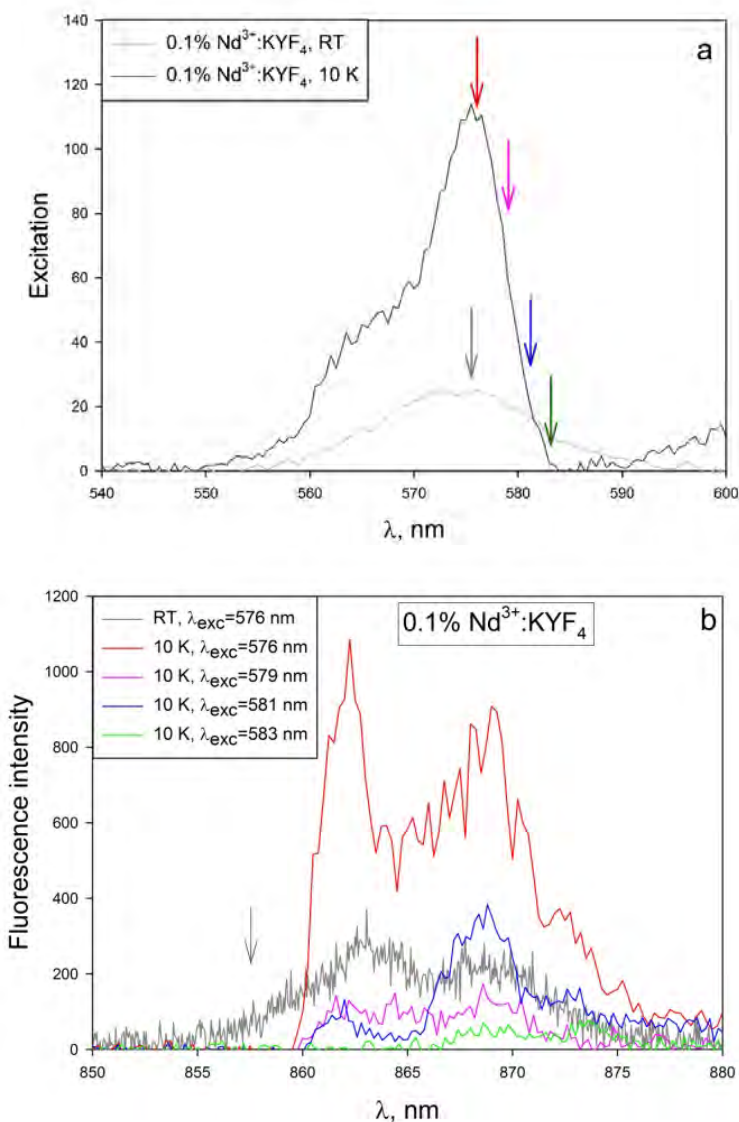 140
120
100
80
60
40
20
0
Excitation
0.1% Nd³⁺:KYF₄, RT
0.1% Nd³⁺:KYF₄, 10 K
a
540 550 560 570 580 590 600
λ, nm
1200
1000
800
600
400
200
0
Fluorescence intensity
RT, λexc=576 nm
10 K, λexc=576 nm
10 K, λexc=579 nm
10 K, λexc=581 nm
10 K, λexc=583 nm
0.1% Nd³⁺:KYF₄
b
850 855 860 865 870 875 880
λ, nm